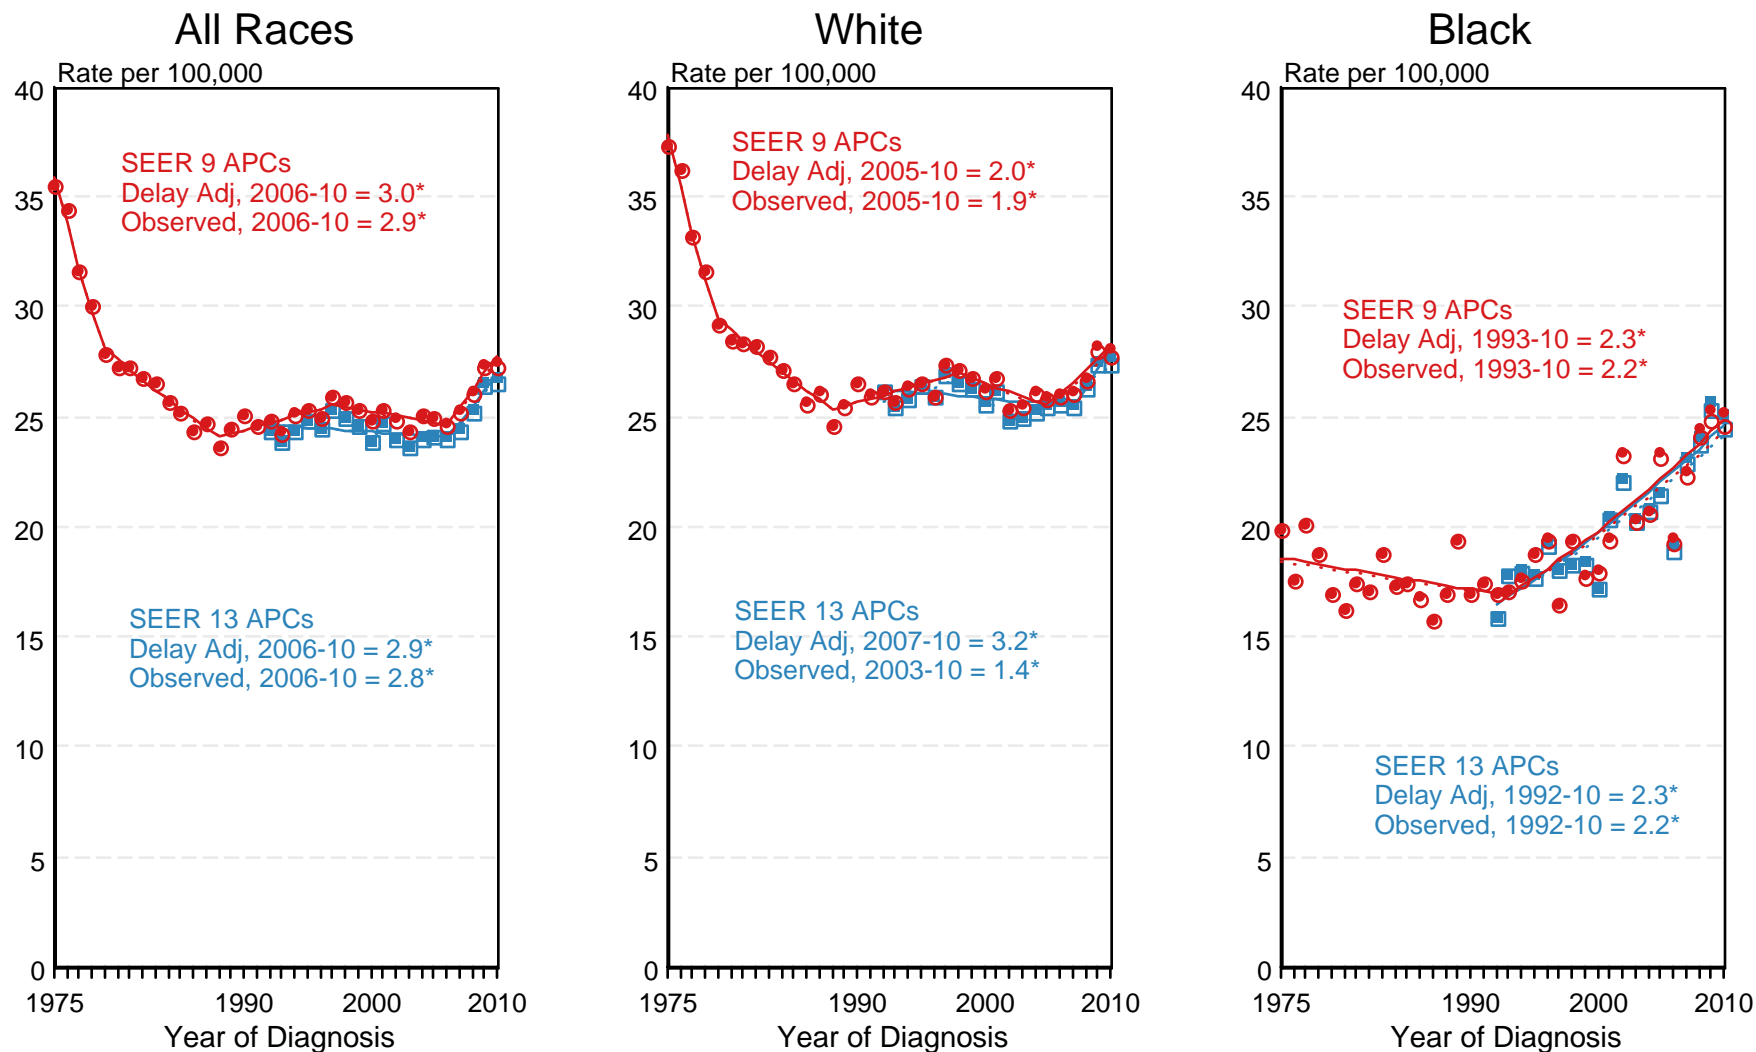 All Races
Rate per 100,000
40
35
30
25
20
15
10
5
0
SEER 9 APCs
Delay Adj, 2006-10 = 3.0*
Observed, 2006-10 = 2.9*
SEER 13 APCs
Delay Adj, 2006-10 = 2.9*
Observed, 2006-10 = 2.8*
1975 1990 2000 2010
Year of Diagnosis
White
Rate per 100,000
40
35
30
25
20
15
10
5
0
SEER 9 APCs
Delay Adj, 2005-10 = 2.0*
Observed, 2005-10 = 1.9*
SEER 13 APCs
Delay Adj, 2007-10 = 3.2*
Observed, 2003-10 = 1.4*
1975 1990 2000 2010
Year of Diagnosis
Black
Rate per 100,000
40
35
30
25
20
15
10
5
0
SEER 9 APCs
Delay Adj, 1993-10 = 2.3*
Observed, 1993-10 = 2.2*
SEER 13 APCs
Delay Adj, 1992-10 = 2.3*
Observed, 1992-10 = 2.2*
1975 1990 2000 2010
Year of Diagnosis